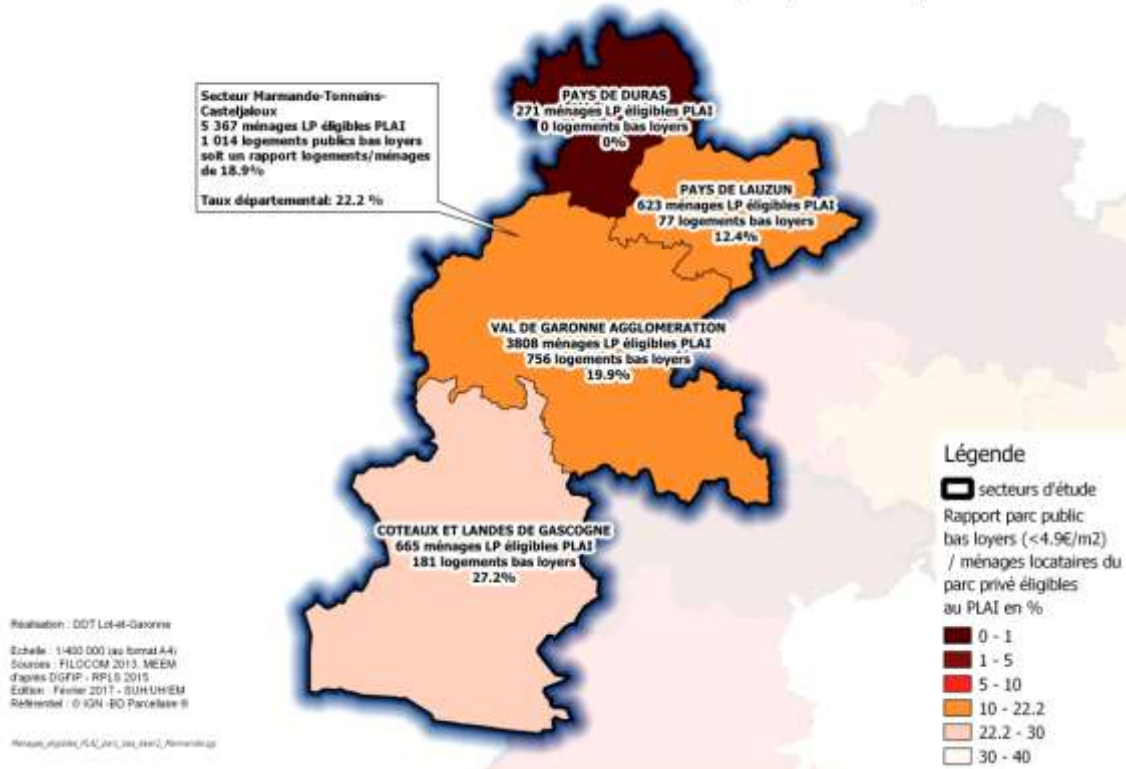 Secteur Marmande-Tonneins-
Casteljaloux
5 367 ménages LP éligibles PLAI
1 014 logements publics bas loyers
soit un rapport logements/ménages
de 18.9%
Taux départemental: 22.2 %
PAYS DE DURAS
271 ménages LP éligibles PLAI
0 logements bas loyers
0%
PAYS DE LAUZUN
623 ménages LP éligibles PLAI
77 logements bas loyers
12.4%
VAL DE GARONNE AGGLOMERATION
3808 ménages LP éligibles PLAI
756 logements bas loyers
19.9%
COTEAUX ET LANDES DE GASCOGNE
665 ménages LP éligibles PLAI
181 logements bas loyers
27.2%
Légende
secteurs d'étude
Rapport parc public
bas loyers (<4.9€/m2)
/ ménages locataires du
parc privé éligibles
au PLAI en %
0 - 1
1 - 5
5 - 10
10 - 22.2
22.2 - 30
30 - 40
Réalisation : DDT Lot-et-Garonne
Echelle : 1/400 000 (au format A4)
Sources : FILOCOM 2013, MEEM
d'après DGFIP - RPLS 2015
Edition : Février 2017 - SUH/UH/EM
Référentiel : © IGN -BD Parcellaire ®